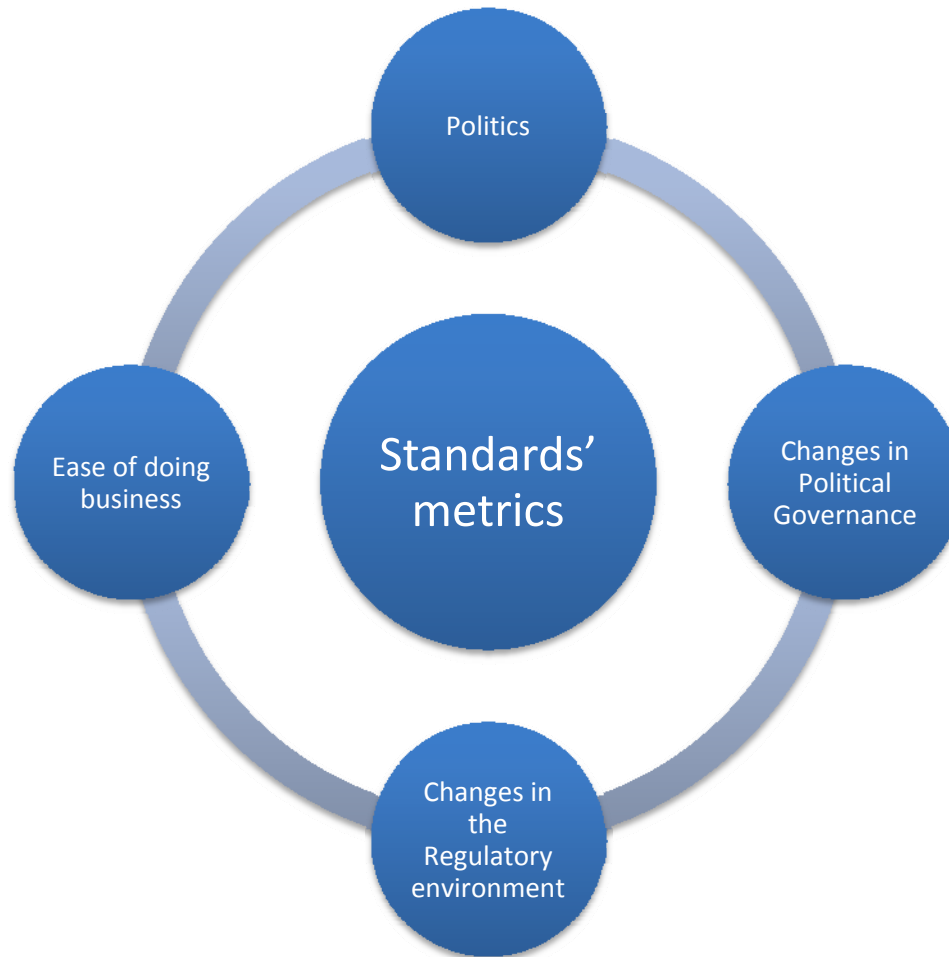 Politics
Standards’
metrics
Ease of doing
business
Changes in
Political
Governance
Changes in
the
Regulatory
environment